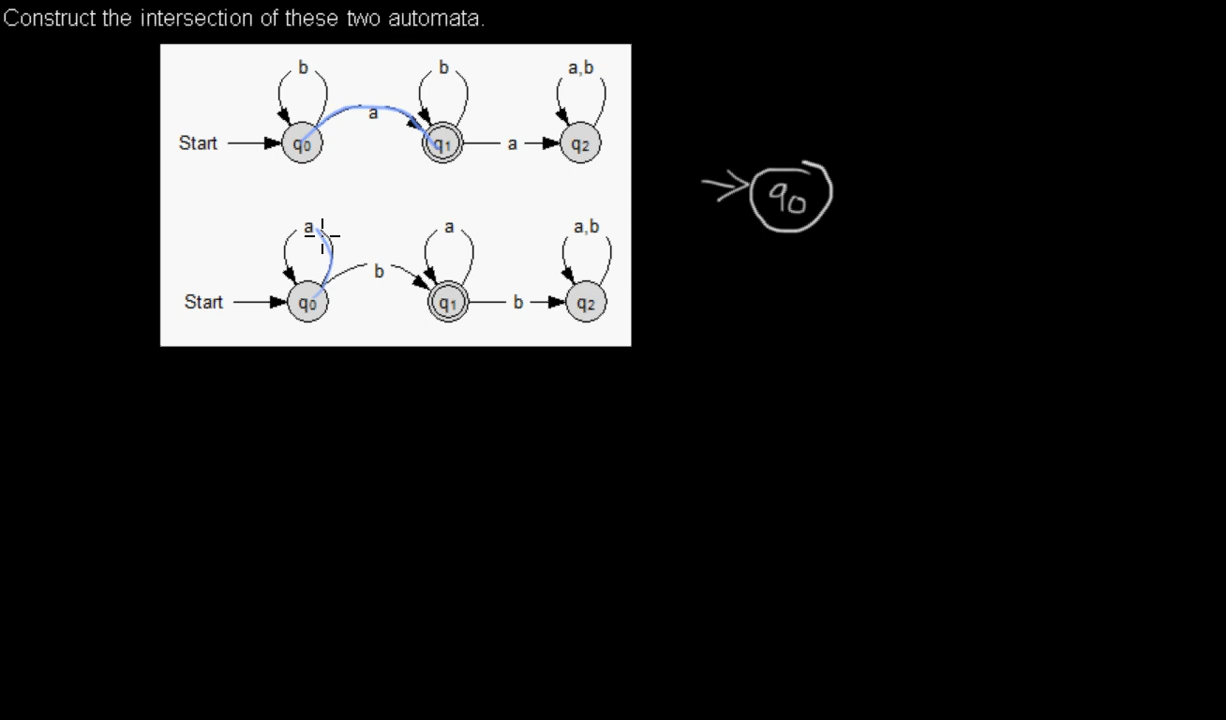 Construct the intersection of these two automata.
b b a,b
a
Start q0 q1 a q2 q0
a a a,b
b
Start q0 q1 b q2